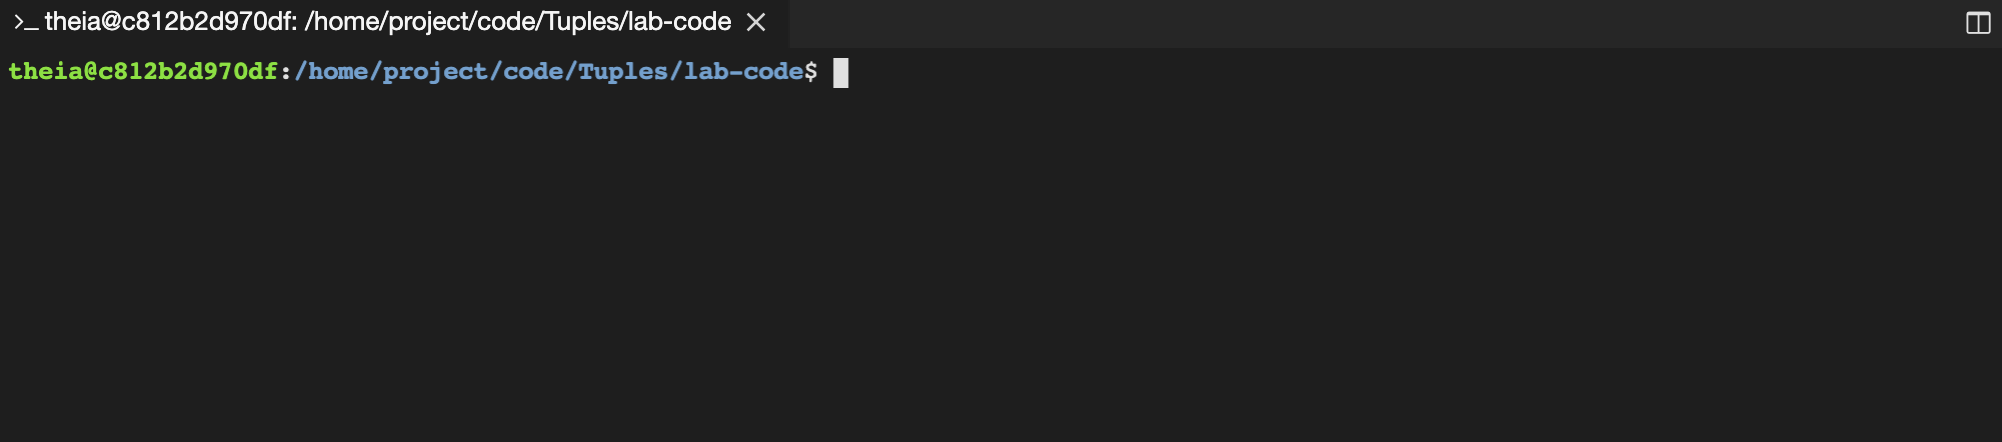 >_ theia@c812b2d970df: /home/project/code/Tuples/lab-code
theia@c812b2d970df:/home/project/code/Tuples/lab-code$